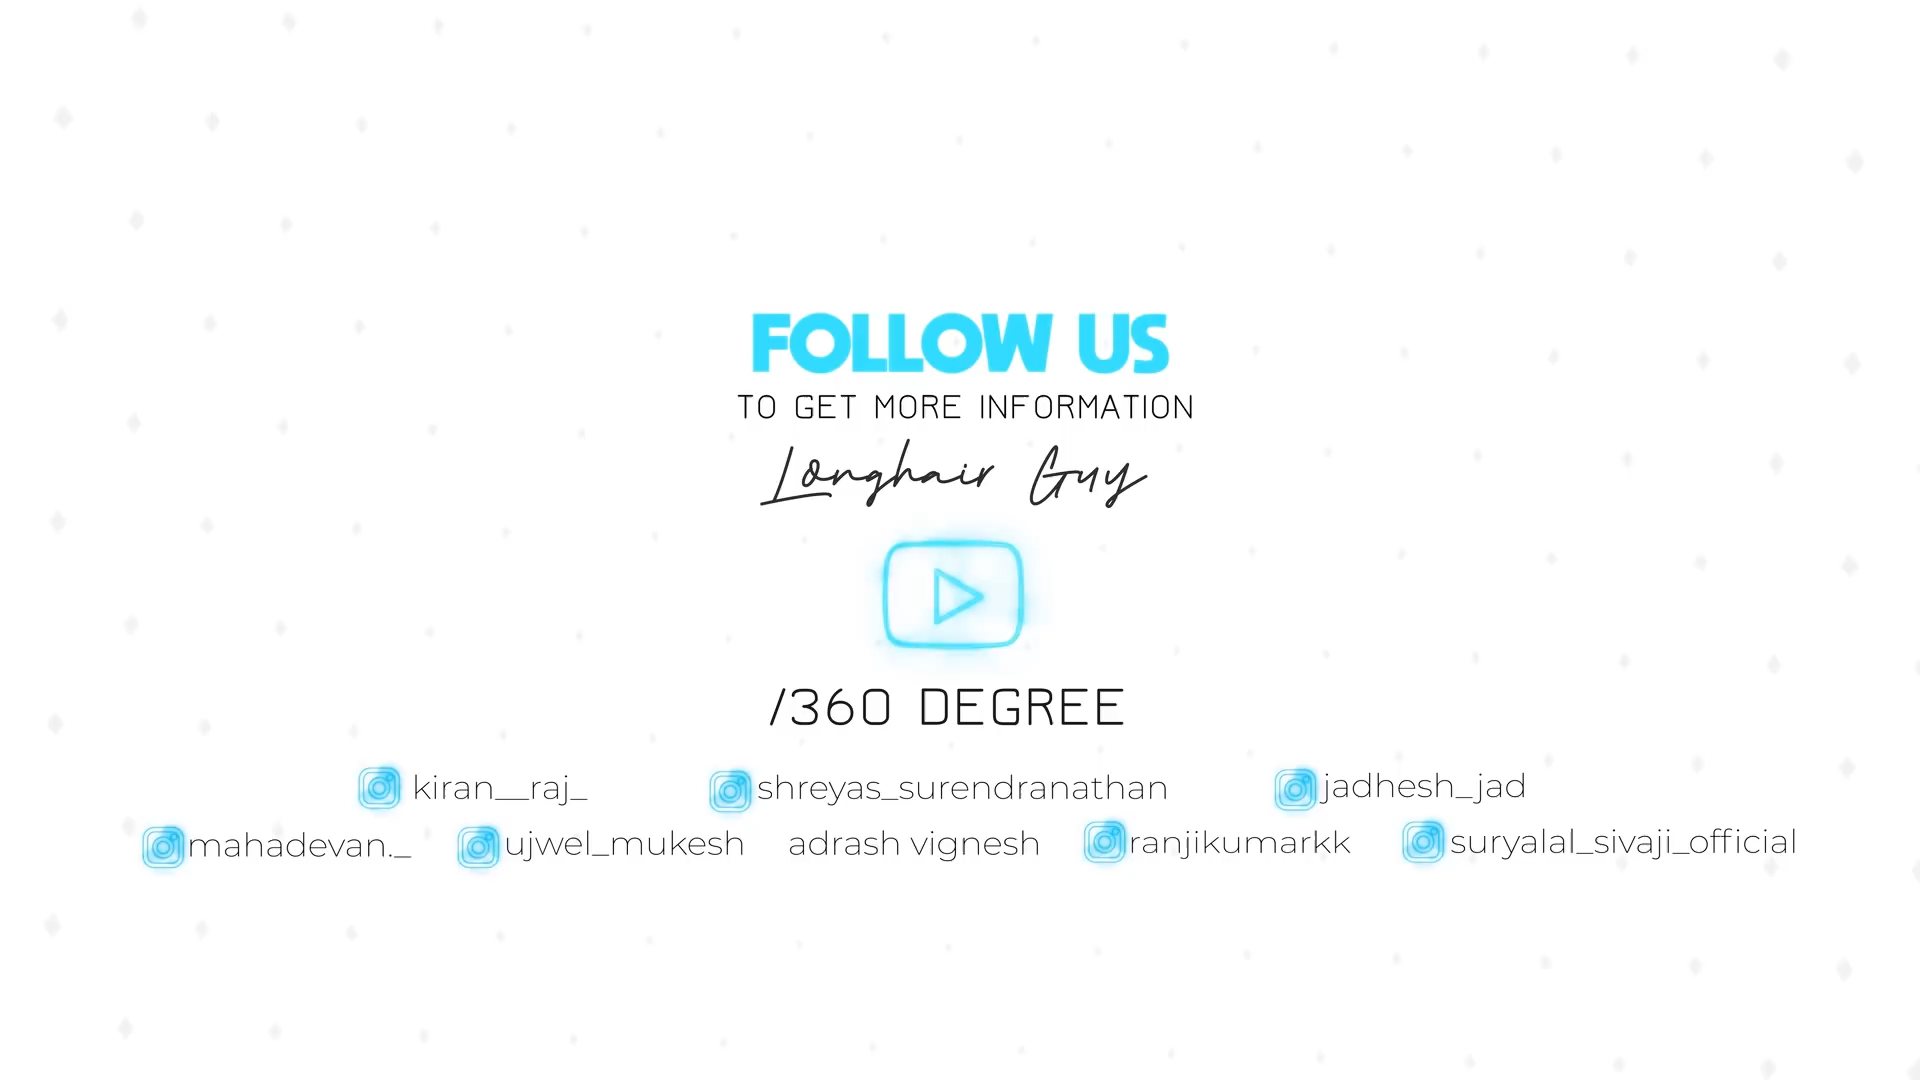 FOLLOW US
TO GET MORE INFORMATION
Longhair Guy
/360 DEGREE
kiran__raj_ shreyas_surendranathan jadhesh_jad
mahadevan._ ujwel_mukesh adrash vignesh ranjikumarkk suryalal_sivaji_official